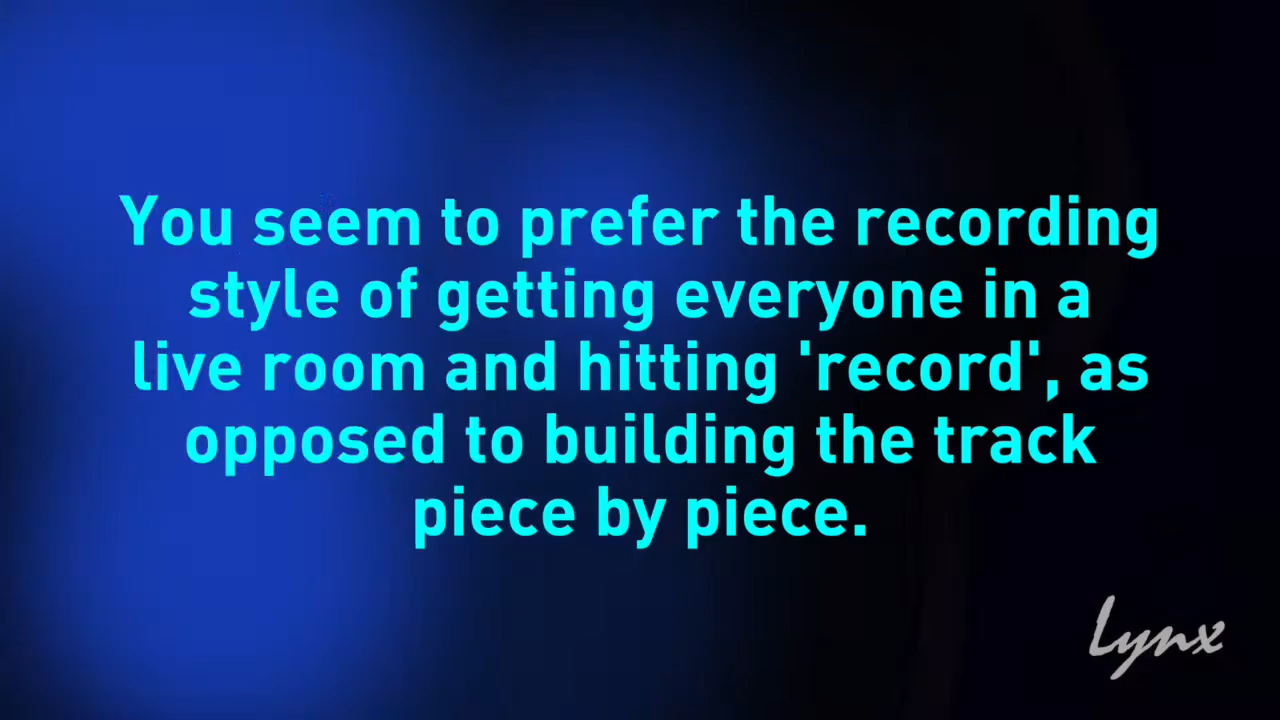 You seem to prefer the recording
style of getting everyone in a
live room and hitting 'record', as
opposed to building the track
piece by piece.
Lynx